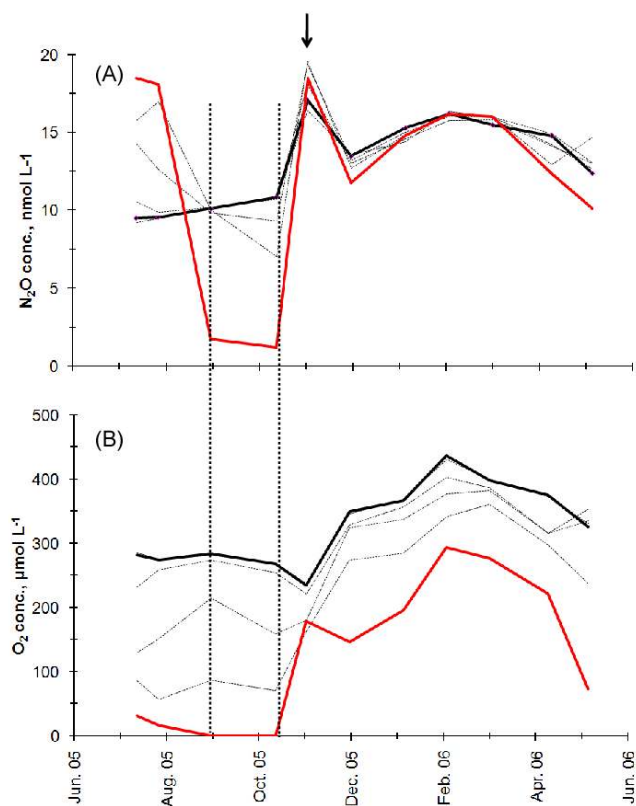 20
(A)
15
10
5
0
N₂O conc., nmol L-1
500
(B)
400
300
200
100
0
O₂ conc., µmol L⁻¹
Jun. 05
Aug. 05
Oct. 05
Dec. 05
Feb. 06
Apr. 06
Jun. 06